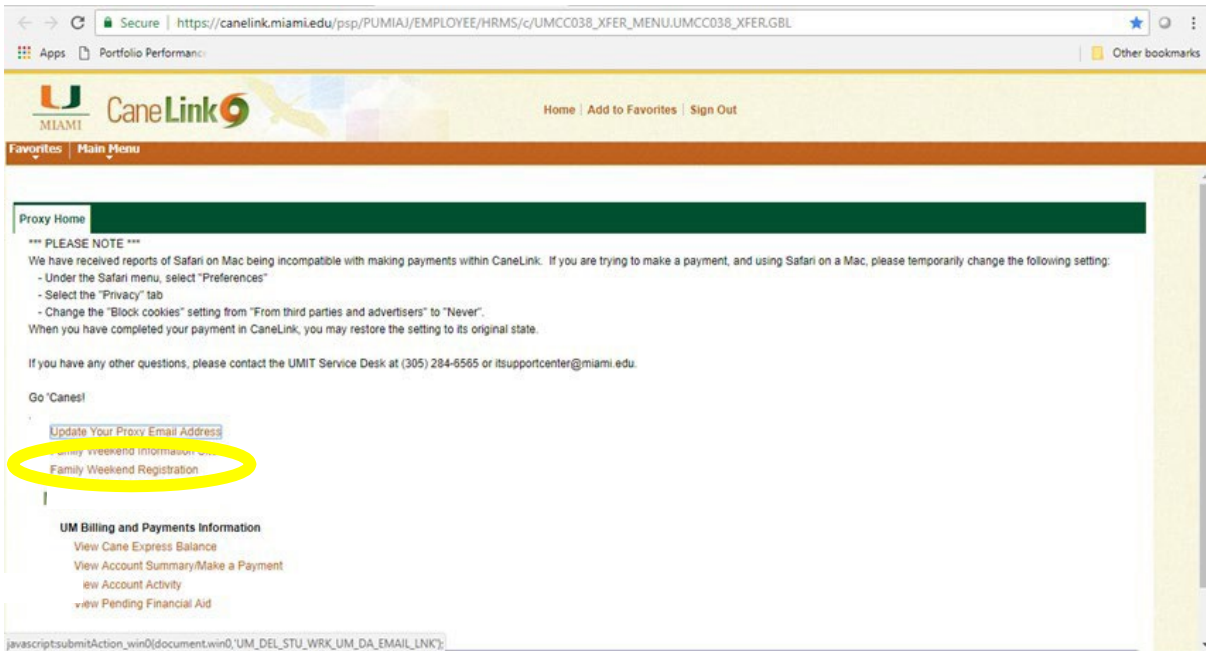 Secure | https://canelink.miami.edu/psp/PUMIAJ/EMPLOYEE/HRMS/c/UMCC038_XFER_MENU.UMCC038_XFER.GBL
Apps Portfolio Performance Other bookmarks
U MIAMI CaneLink Home | Add to Favorites | Sign Out
Favorites | Main Menu
Proxy Home
*** PLEASE NOTE ***
We have received reports of Safari on Mac being incompatible with making payments within CaneLink. If you are trying to make a payment, and using Safari on a Mac, please temporarily change the following setting:
- Under the Safari menu, select "Preferences"
- Select the "Privacy" tab
- Change the "Block cookies" setting from "From third parties and advertisers" to "Never".
When you have completed your payment in CaneLink, you may restore the setting to its original state.
If you have any other questions, please contact the UMIT Service Desk at (305) 284-6565 or itsupportcenter@miami.edu.
Go 'Canes!
Update Your Proxy Email Address
Family Weekend Information
Family Weekend Registration
UM Billing and Payments Information
View Cane Express Balance
View Account Summary/Make a Payment
iew Account Activity
View Pending Financial Aid
javascript:submitAction_win0(document.win0,'UM_DEL_STU_WRK_UM_DA_EMAIL_LNK');